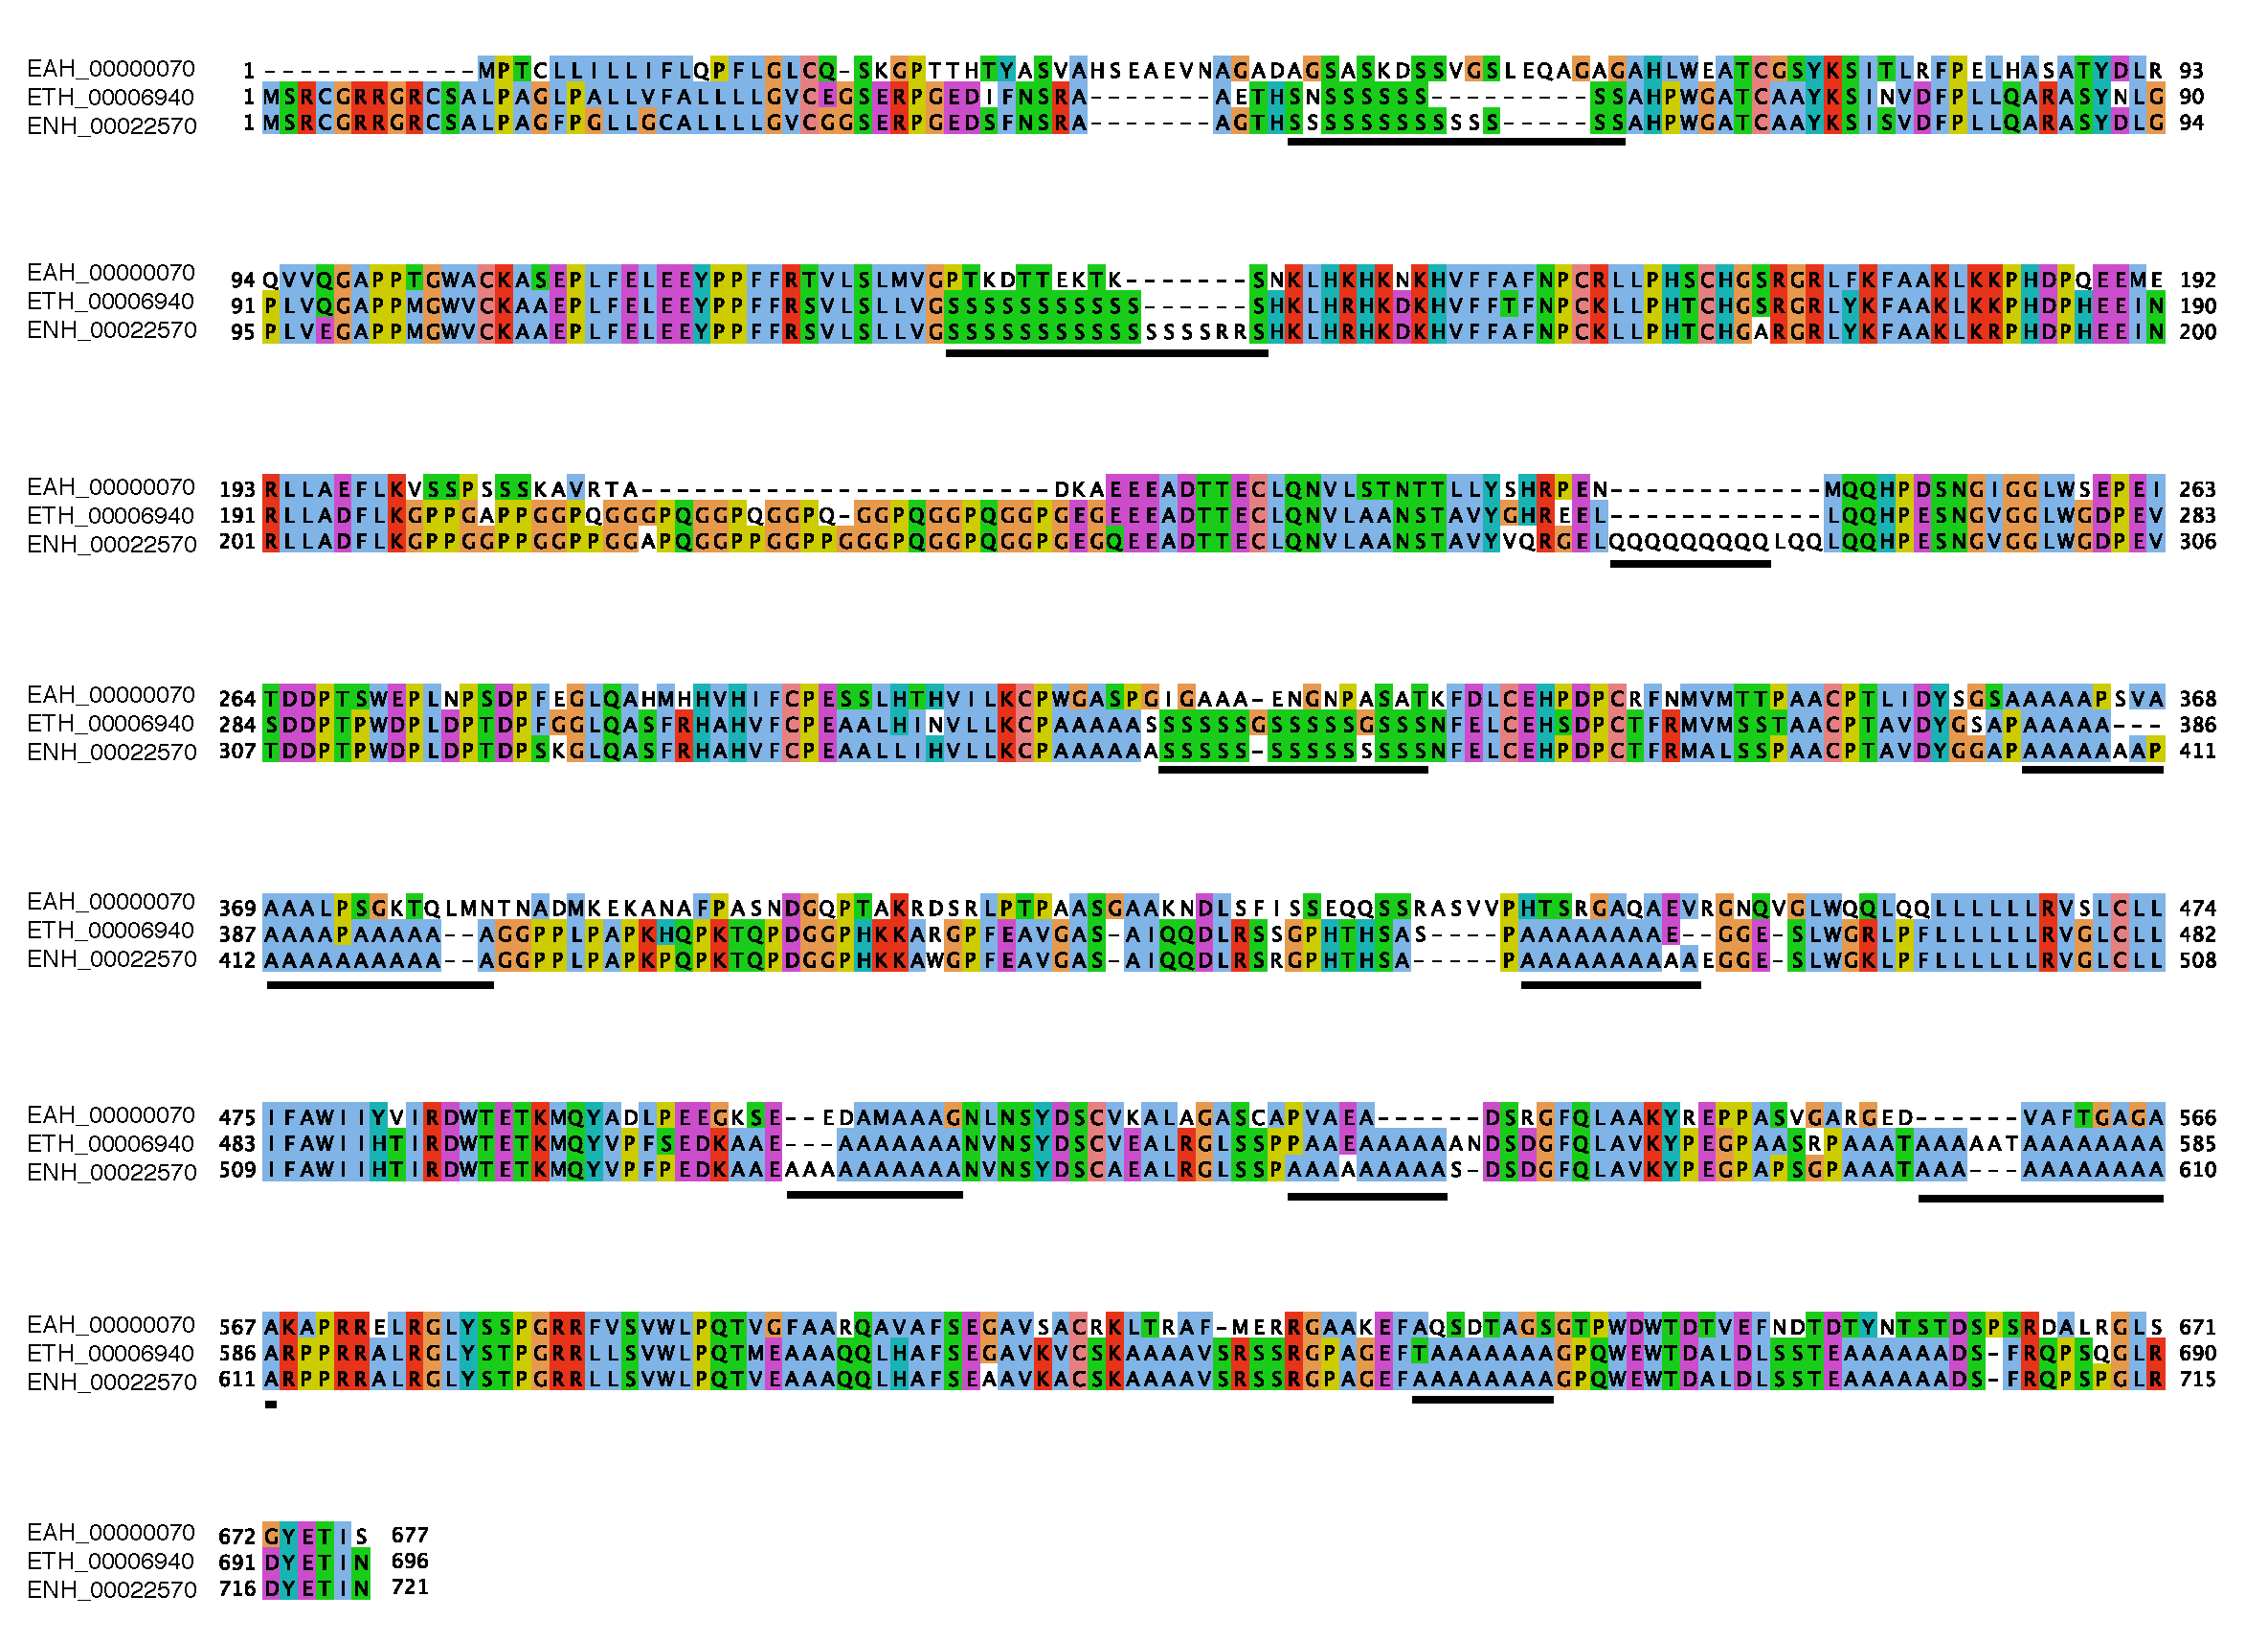 EAH_00000070 1 ------------MPTCLLILLIFLQPFLGLCQ-SKGPTTHTYASVAHSEAEVNAGADAGSASKDSSVGSLEQAGAGAHLWEATCGSYKSITLRFPELHASATYDLR 93
ETH_00006940 1 MSRCGRRGRCSALPAGLPALLVFALLLLGVCEGSERPGEDIFNSRA-------AETHSNSSSSSS---------SSAHPWGATCAAYKSINVDFPLLQARASYNLG 90
ENH_00022570 1 MSRCGRRGRCSALPAGFPGLLGCALLLLGVCGGSERPGEDSFNSRA-------AGTHSSSSSSSSSSSS-----SSAHPWGATCAAYKSISVDFPLLQARASYDLG 94
EAH_00000070 94 QVVQGAPPTGWACKASEPLFELEEYPPFFRTVLSLMVGPTKDTTEKTK-------SNKLHKHKNKHVFFAFNPCRLLPHSCHGSRGRLFKFAAKLKKPHDPQEEME 192
ETH_00006940 91 PLVQGAPPMGWVCKAAEPLFELEEYPPFFRSVLSLLVGSSSSSSSSSSS------SHKLHRHKDKHVFFTFNPCKLLPHTCHGSRGRLYKFAAKLKKPHDPHEEIN 190
ENH_00022570 95 PLVEGAPPMGWVCKAAEPLFELEEYPPFFRSVLSLLVGSSSSSSSSSSSSSSSRRSHKLHRHKDKHVFFAFNPCKLLPHTCHGARGRLYKFAAKLKRPHDPHEEIN 200
EAH_00000070 193 RLLAEFLKVSSPSSSKAVRTA-----------------------DKAEEEADTTECLQNVLSTNTTLLYSHRPEN------------MQQHPDSNGIGGLWSEPEI 263
ETH_00006940 191 RLLADFLKGPPGAPPGGPQGGGPQGGPQGGPQ-GGPQGGPQGGPGEGEEEADTTECLQNVLAANSTAVYGHREEL------------LQQHPESNGVGGLWGDPEV 283
ENH_00022570 201 RLLADFLKGPPGGPPGGPPGGAPQGGPPGGPPGGGPQGGPQGGPGEGQEEADTTECLQNVLAANSTAVYVQRGELQQQQQQQQQLQQLQQHPESNGVGGLWGDPEV 306
EAH_00000070 264 TDDPTSWEPLNPSDPFEGLQAHMHHVHIFCPESSLHTHVILKCPWGASPGIGAAA-ENGNPASATKFDLCEHPDPCRFNMVMTTPAACPTLIDYSGSAAAAAPSVA 368
ETH_00006940 284 SDDPTPWDPLDPTDPFGGLQASFRHAHVFCPEAALHINVLLKCPAAAAASSSSSSGSSSSSGSSSNFELCEHSDPCTFRMVMSSTAACPTAVDYGSAPAAAAA--- 386
ENH_00022570 307 TDDPTPWDPLDPTDPSKGLQASFRHAHVFCPEAALLIHVLLKCPAAAAAASSSSS-SSSSSSSSSNFELCEHPDPCTFRMALSSPAACPTAVDYGGAPAAAAAAAP 411
EAH_00000070 369 AAALPSGKTQLMNTNADMKEKANAFPASNDGQPTAKRDSRLPTPAASGAAKNDLSFISSEQQSSRASVVPHTSRGAQAEVRGNQVGLWQQLQQLLLLLLRVSLCLL 474
ETH_00006940 387 AAAAPAAAAA--AGGPPLPAPKHQPKTQPDGGPHKKARGPFEAVGAS-AIQQDLRSSGPHTHSAS----PAAAAAAAAE--GGE-SLWGRLPFLLLLLLRVGLCLL 482
ENH_00022570 412 AAAAAAAAAA--AGGPPLPAPKPQPKTQPDGGPHKKAWGPFEAVGAS-AIQQDLRSRGPHTHSA-----PAAAAAAAAAAEGGE-SLWGKLPFLLLLLLRVGLCLL 508
EAH_00000070 475 IFAWIIYVIRDWTETKMQYADLPEEGKSE--EDAMAAAGNLNSYDSCVKALAGASCAPVAEA------DSRGFQLAAKYREPPASVGARGED------VAFTGAGA 566
ETH_00006940 483 IFAWIIHTIRDWTETKMQYVPFSEDKAAE---AAAAAAANVNSYDSCVEALRGLSSPPAAEAAAAAANDSDGFQLAVKYPEGPAASRPAAATAAAAATAAAAAAAA 585
ENH_00022570 509 IFAWIIHTIRDWTETKMQYVPFPEDKAAEAAAAAAAAAANVNSYDSCAEALRGLSSPAAAAAAAAAS-DSDGFQLAVKYPEGPAPSGPAAATAAA---AAAAAAAA 610
EAH_00000070 567 AKAPRRELRGLYSSPGRRFVSVWLPQTVGFAARQAVAFSEGAVSACRKLTRAF-MERRGAAKEFAQSDTAGSGTPWDWTDTVEFNDTDTYNTSTDSPSRDALRGLS 671
ETH_00006940 586 ARPPRRALRGLYSTPGRRLLSVWLPQTMEAAAQQLHAFSEGAVKVCSKAAAAVSRSSRGPAGEFTAAAAAAAGPQWEWTDALDLSSTEAAAAAADS-FRQPSQGLR 690
ENH_00022570 611 ARPPRRALRGLYSTPGRRLLSVWLPQTVEAAAQQLHAFSEAAVKACSKAAAAVSRSSRGPAGEFAAAAAAAAGPQWEWTDALDLSSTEAAAAAADS-FRQPSPGLR 715
EAH_00000070 672 GYETIS 677
ETH_00006940 691 DYETIN 696
ENH_00022570 716 DYETIN 721